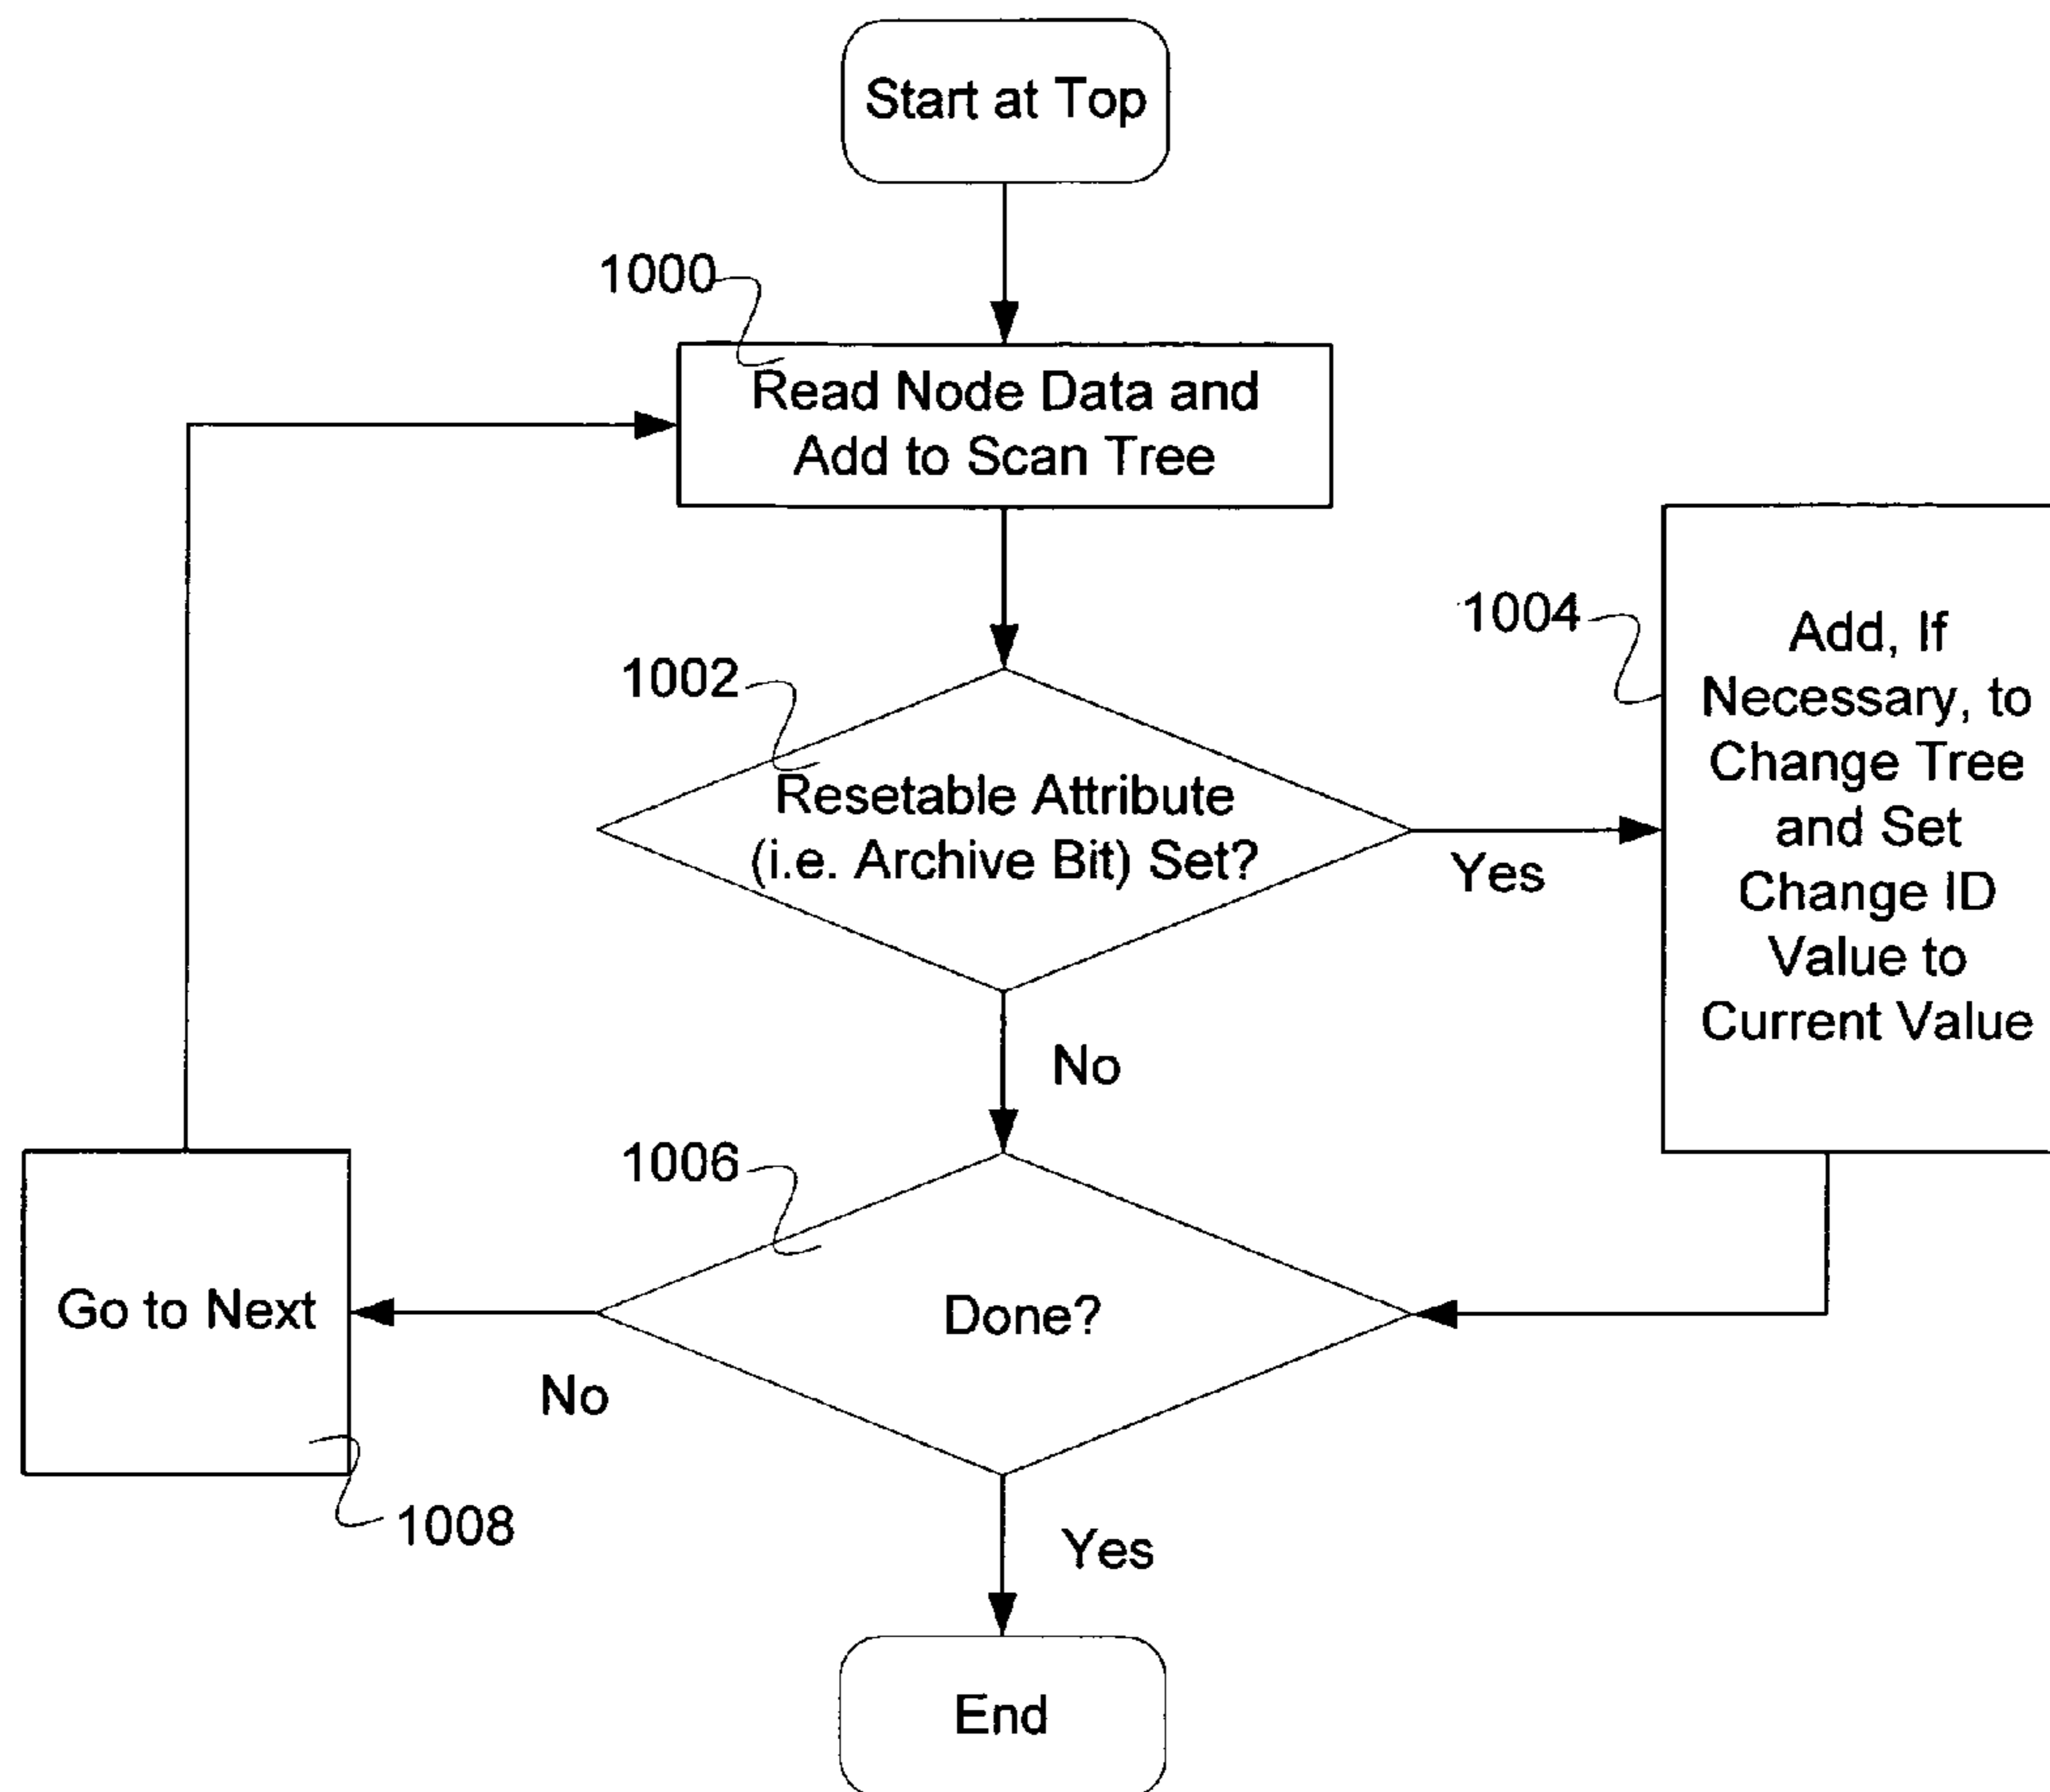 Start at Top
1000
Read Node Data and
Add to Scan Tree
1002
Resetable Attribute
(i.e. Archive Bit) Set?
Yes
1004
Add, If
Necessary, to
Change Tree
and Set
Change ID
Value to
Current Value
No
1006
Done?
No
Go to Next
1008
Yes
End